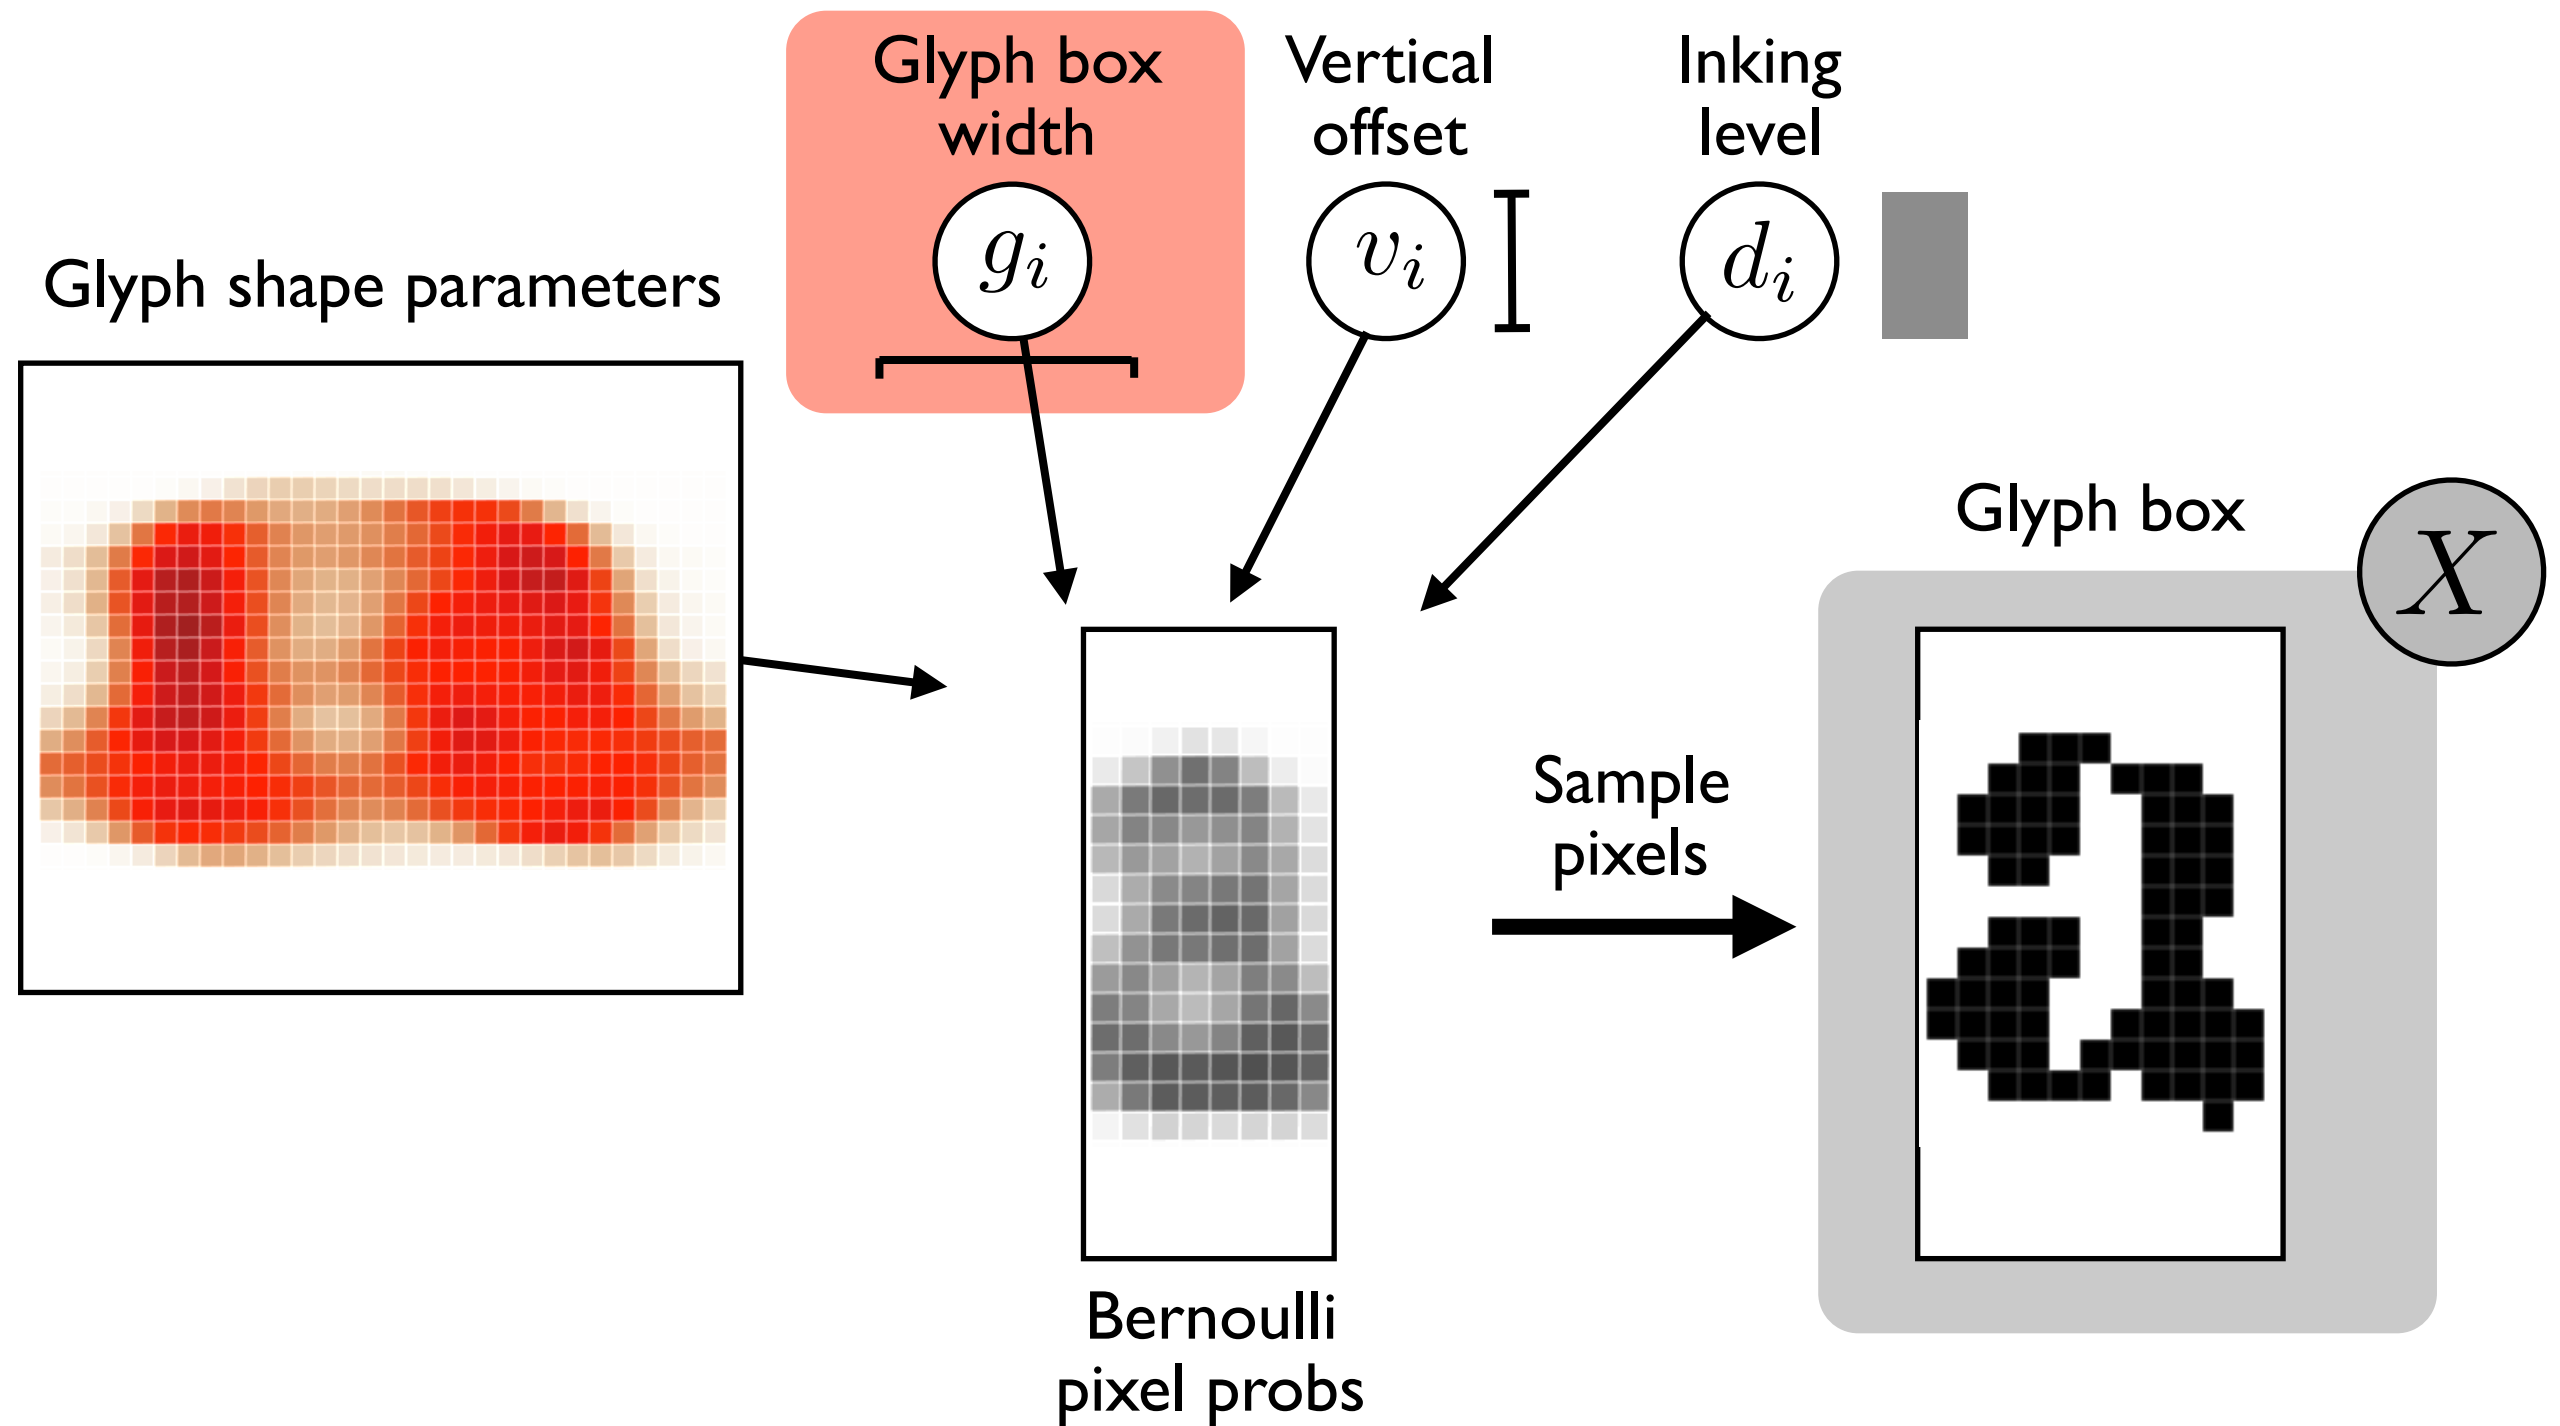 Glyph box
width
g_i
Vertical
offset
v_i
Inking
level
d_i
Glyph shape parameters
Glyph box
X
Sample
pixels
a
Bernoulli
pixel probs